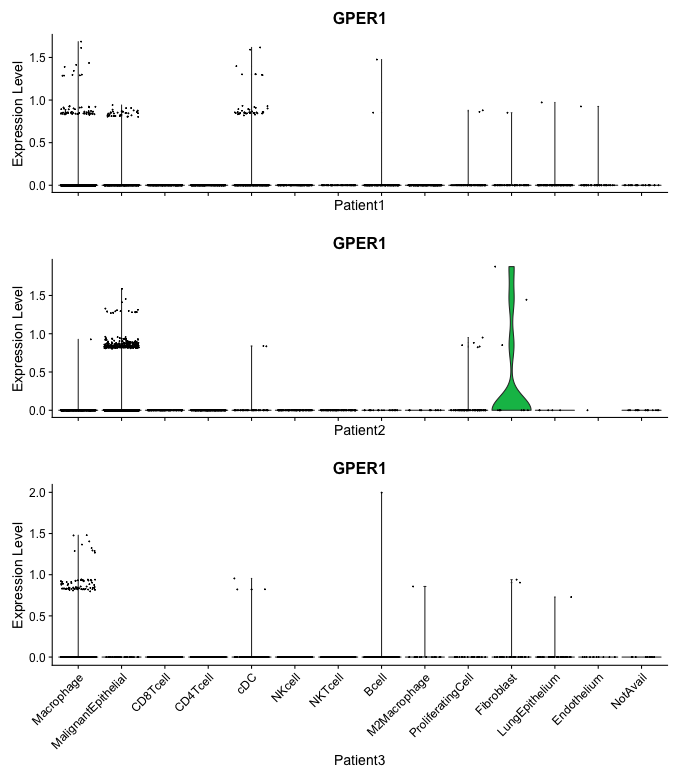 GPER1
Expression Level
1.5
1.0
0.5
0.0
Patient1
GPER1
Expression Level
1.5
1.0
0.5
0.0
Patient2
GPER1
Expression Level
2.0
1.5
1.0
0.5
0.0
Macrophage
MalignantEpithelial
CD8Tcell
CD4Tcell
cDC
NKcell
NKTcell
Bcell
M2Macrophage
ProliferatingCell
Fibroblast
LungEpithelium
Endothelium
NotAvail
Patient3